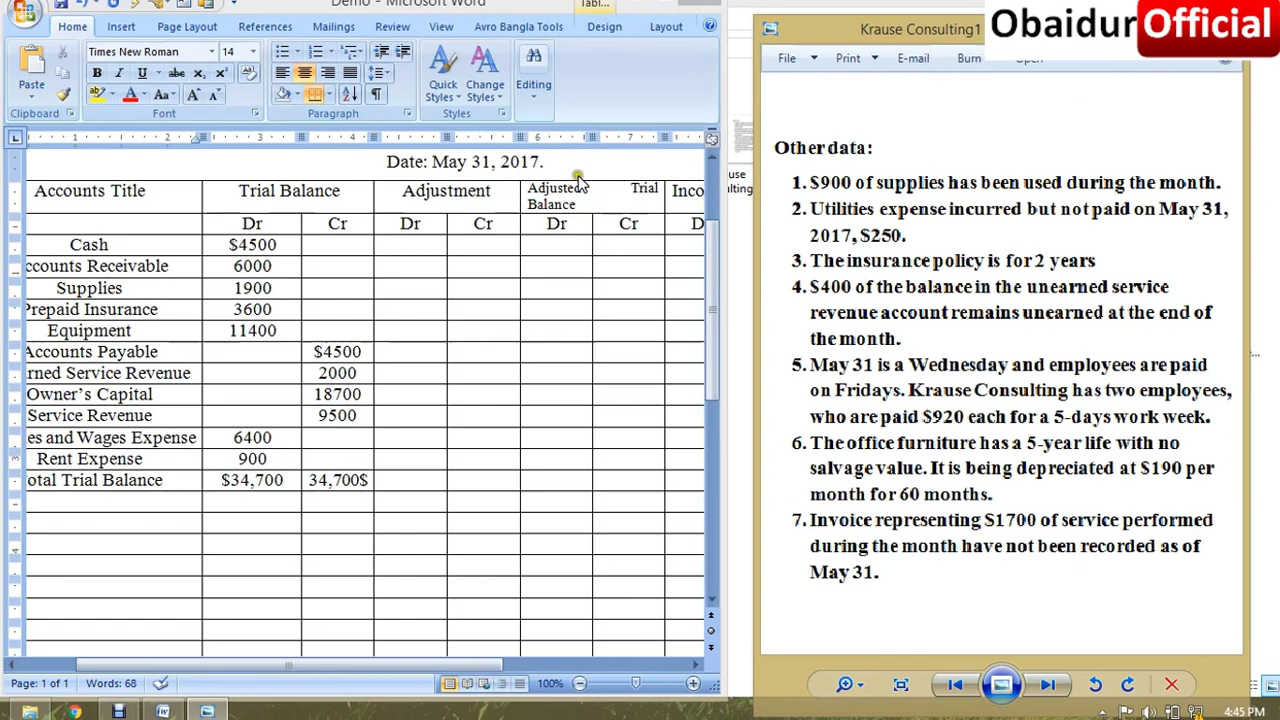 Demo - Microsoft Word
Tabl...
Home Insert Page Layout References Mailings Review View Avro Bangla Tools Design Layout
Times New Roman 14
Paste
Quick Styles
Change Styles
Editing
Clipboard Font Paragraph Styles
Date: May 31, 2017.
Accounts Title Trial Balance Adjustment Adjusted Trial Balance Inco
Dr Cr Dr Cr Dr Cr D
Cash $4500
ccounts Receivable 6000
Supplies 1900
Prepaid Insurance 3600
Equipment 11400
Accounts Payable $4500
rned Service Revenue 2000
Owner's Capital 18700
Service Revenue 9500
es and Wages Expense 6400
Rent Expense 900
otal Trial Balance $34,700 34,700$
Page: 1 of 1 Words: 68 100%
Obaidur Official
Krause Consulting1
File Print E-mail Burn Open
Other data:
1. $900 of supplies has been used during the month.
2. Utilities expense incurred but not paid on May 31,
2017, $250.
3. The insurance policy is for 2 years
4. $400 of the balance in the unearned service
revenue account remains unearned at the end of
the month.
5. May 31 is a Wednesday and employees are paid
on Fridays. Krause Consulting has two employees,
who are paid $920 each for a 5-days work week.
6. The office furniture has a 5-year life with no
salvage value. It is being depreciated at $190 per
month for 60 months.
7. Invoice representing $1700 of service performed
during the month have not been recorded as of
May 31.
use
sulting
4:45 PM